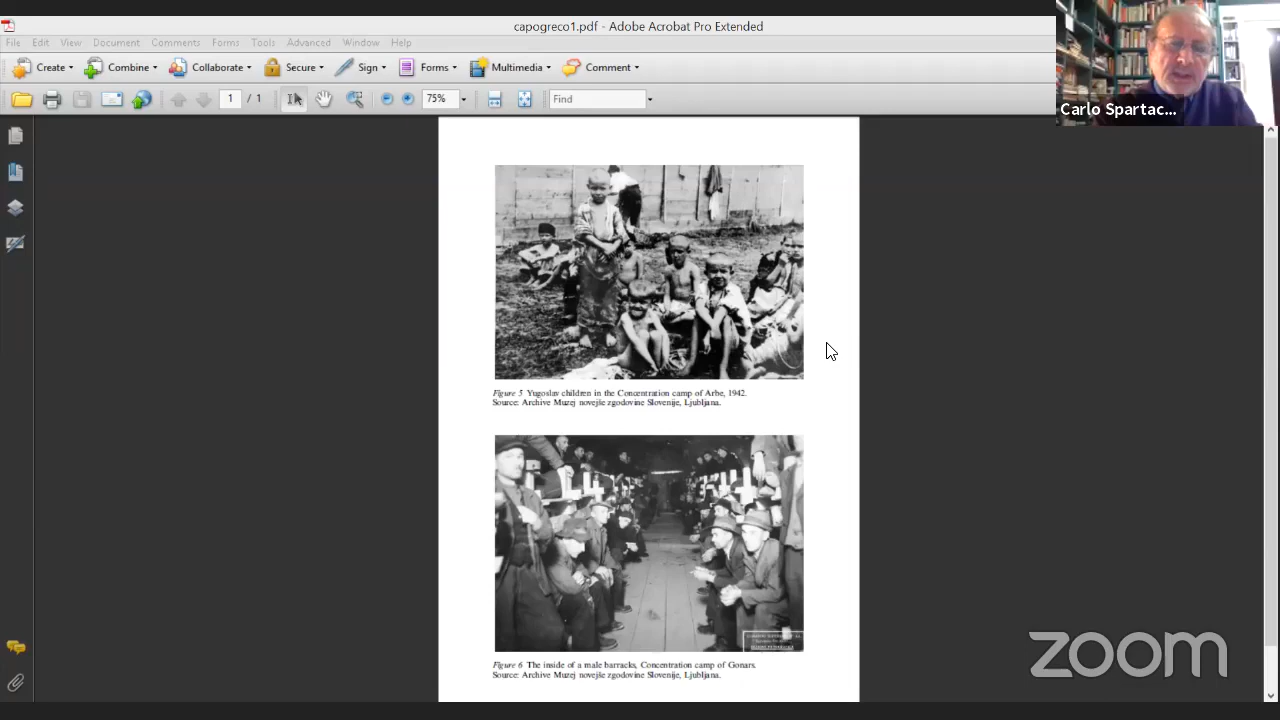 capogreco1.pdf - Adobe Acrobat Pro Extended
File Edit View Document Comments Forms Tools Advanced Window Help
Create Combine Collaborate Secure Sign Forms Multimedia Comment
1 / 1 75% Find
Carlo Spartac...
Figure 5 Yugoslav children in the Concentration camp of Arbe, 1942.
Source: Archive Muzej novejše zgodovine Slovenije, Ljubljana.
Figure 6 The inside of a male barracks, Concentration camp of Gonars.
Source: Archive Muzej novejše zgodovine Slovenije, Ljubljana.
zoom